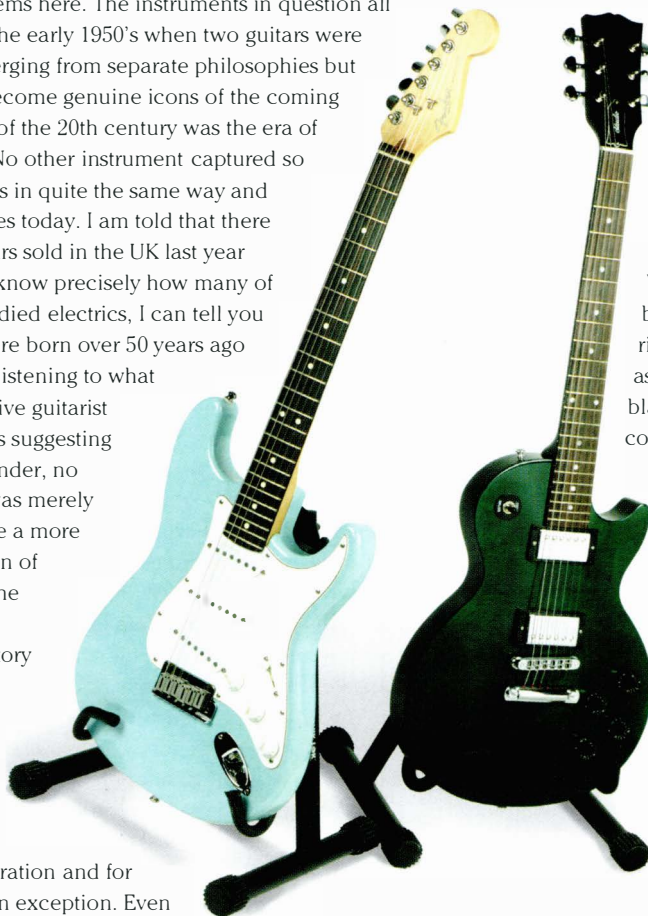 ems here. The instruments in question all
he early 1950's when two guitars were
erging from separate philosophies but
ecome genuine icons of the coming
of the 20th century was the era of
No other instrument captured so
s in quite the same way and
es today. I am told that there
rs sold in the UK last year
know precisely how many of
died electrics, I can tell you
re born over 50 years ago
listening to what
ive guitarist
s suggesting
nder, no
vas merely
e a more
n of
ne
ory
ration and for
n exception. Even
b
ri
as
bla
co
Fender